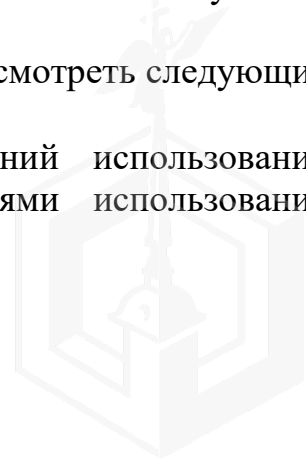 смотреть следующи
ний использовани
ями использовани